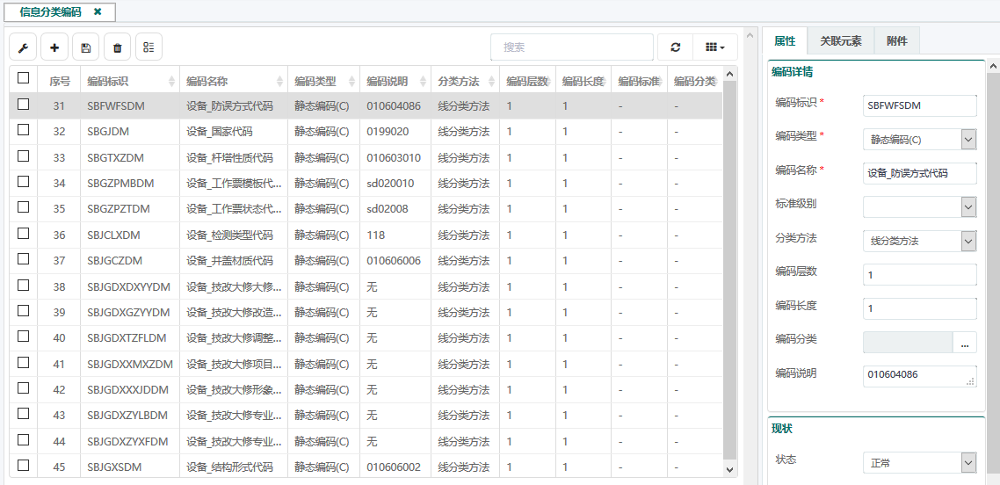 信息分类编码 ×
搜索
序号 编码标识 编码名称 编码类型 编码说明 分类方法 编码层数 编码长度 编码标准 编码分类
31 SBFWFSDM 设备_防误方式代码 静态编码(C) 010604086 线分类方法 1 1 - -
32 SBGJDM 设备_国家代码 静态编码(C) 0199020 线分类方法 1 1 - -
33 SBGTXZDM 设备_杆塔性质代码 静态编码(C) 010603010 线分类方法 1 1 - -
34 SBGZPMBDM 设备_工作票模板代... 静态编码(C) sd020010 线分类方法 1 1 - -
35 SBGZPZTDM 设备_工作票状态代... 静态编码(C) sd02008 线分类方法 1 1 - -
36 SBJCLXDM 设备_检测类型代码 静态编码(C) 118 线分类方法 1 1 - -
37 SBJGCZDM 设备_井盖材质代码 静态编码(C) 010606006 线分类方法 1 1 - -
38 SBJGDXDXYYDM 设备_技改大修大修... 静态编码(C) 无 线分类方法 1 1 - -
39 SBJGDXGZYYDM 设备_技改大修改造... 静态编码(C) 无 线分类方法 1 1 - -
40 SBJGDXTZFLDM 设备_技改大修调整... 静态编码(C) 无 线分类方法 1 1 - -
41 SBJGDXXMXZDM 设备_技改大修项目... 静态编码(C) 无 线分类方法 1 1 - -
42 SBJGDXXXJDDM 设备_技改大修形象... 静态编码(C) 无 线分类方法 1 1 - -
43 SBJGDXZYLBDM 设备_技改大修专业... 静态编码(C) 无 线分类方法 1 1 - -
44 SBJGDXZYXFDM 设备_技改大修专业... 静态编码(C) 无 线分类方法 1 1 - -
45 SBJGXSDM 设备_结构形式代码 静态编码(C) 010606002 线分类方法 1 1 - -
属性 关联元素 附件
编码详情
编码标识 * SBFWFSDM
编码类型 * 静态编码(C)
编码名称 * 设备_防误方式代码
标准级别
分类方法 线分类方法
编码层数 1
编码长度 1
编码分类 ...
编码说明 010604086
现状
状态 正常